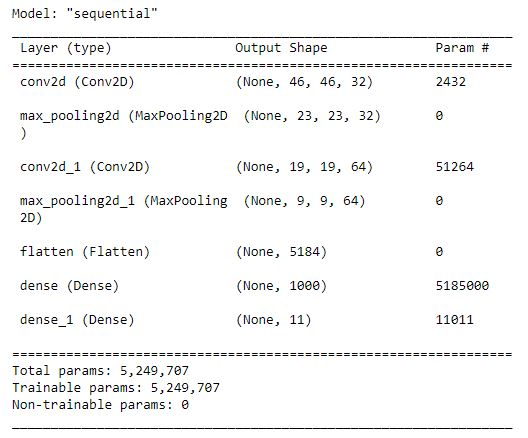 Model: "sequential"
_________________________________________________________________
Layer (type) Output Shape Param #
=================================================================
conv2d (Conv2D) (None, 46, 46, 32) 2432
max_pooling2d (MaxPooling2D (None, 23, 23, 32) 0
)
conv2d_1 (Conv2D) (None, 19, 19, 64) 51264
max_pooling2d_1 (MaxPooling (None, 9, 9, 64) 0
2D)
flatten (Flatten) (None, 5184) 0
dense (Dense) (None, 1000) 5185000
dense_1 (Dense) (None, 11) 11011
=================================================================
Total params: 5,249,707
Trainable params: 5,249,707
Non-trainable params: 0
_________________________________________________________________